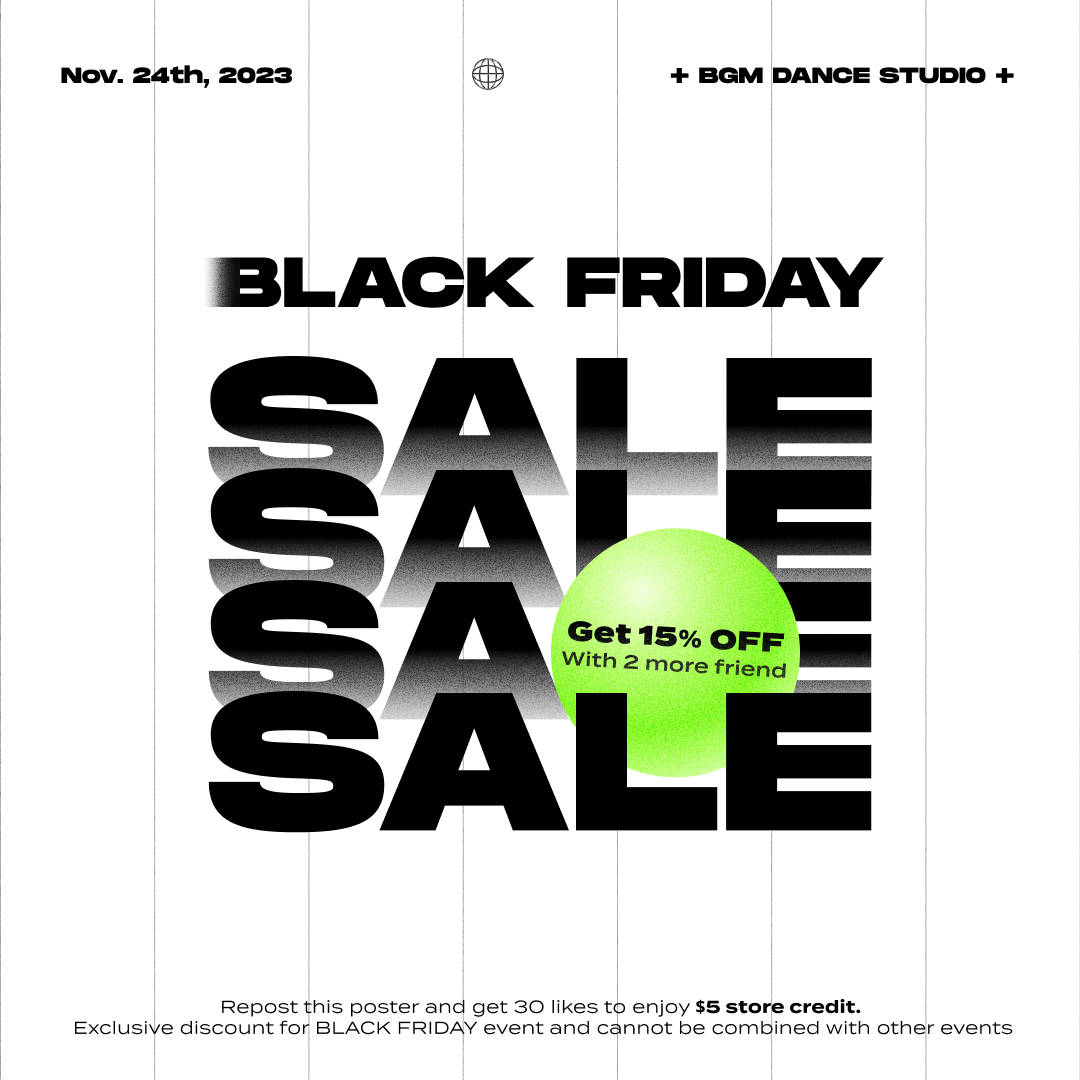 Nov. 24th, 2023
+ BGM DANCE STUDIO +
BLACK FRIDAY
SALE
SALE
SALE
Get 15% OFF
With 2 more friend
SALE
Repost this poster and get 30 likes to enjoy $5 store credit.
Exclusive discount for BLACK FRIDAY event and cannot be combined with other events